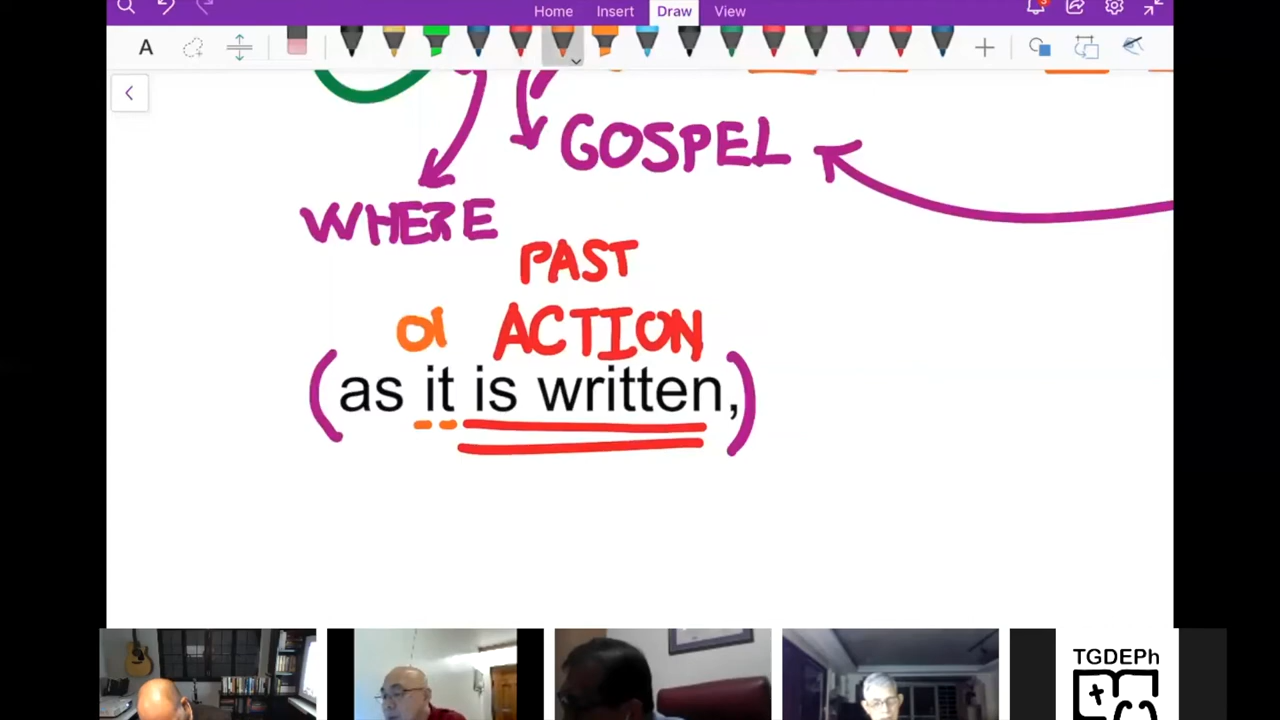 Home Insert Draw View
A
GOSPEL
WHERE
PAST
ACTION
(as it is written,)
TGDEPh